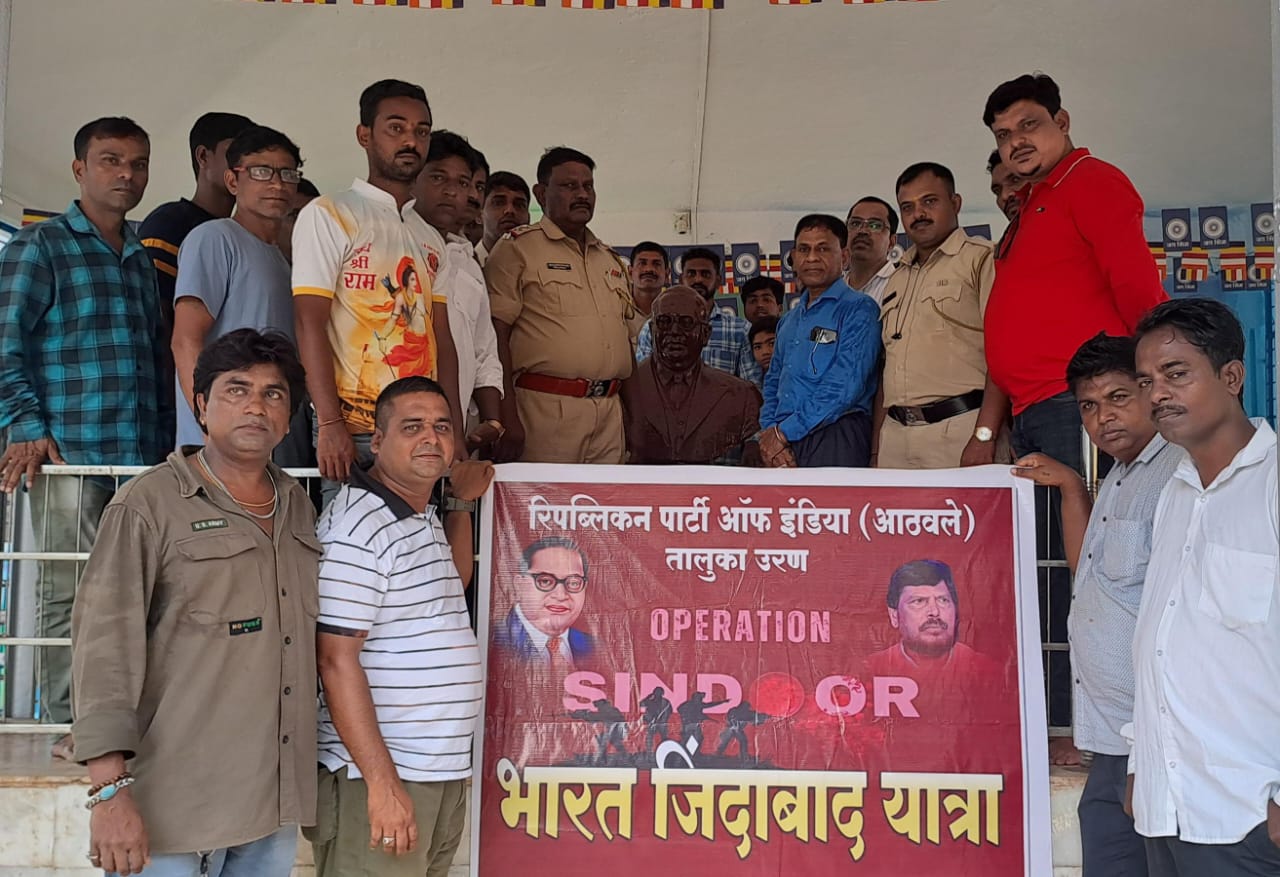 रिपब्लिकन पार्टी ऑफ इंडिया (आठवले)
तालुका उरण
OPERATION
SINDOOR
भारत जिंदाबाद यात्रा
श्री
राम